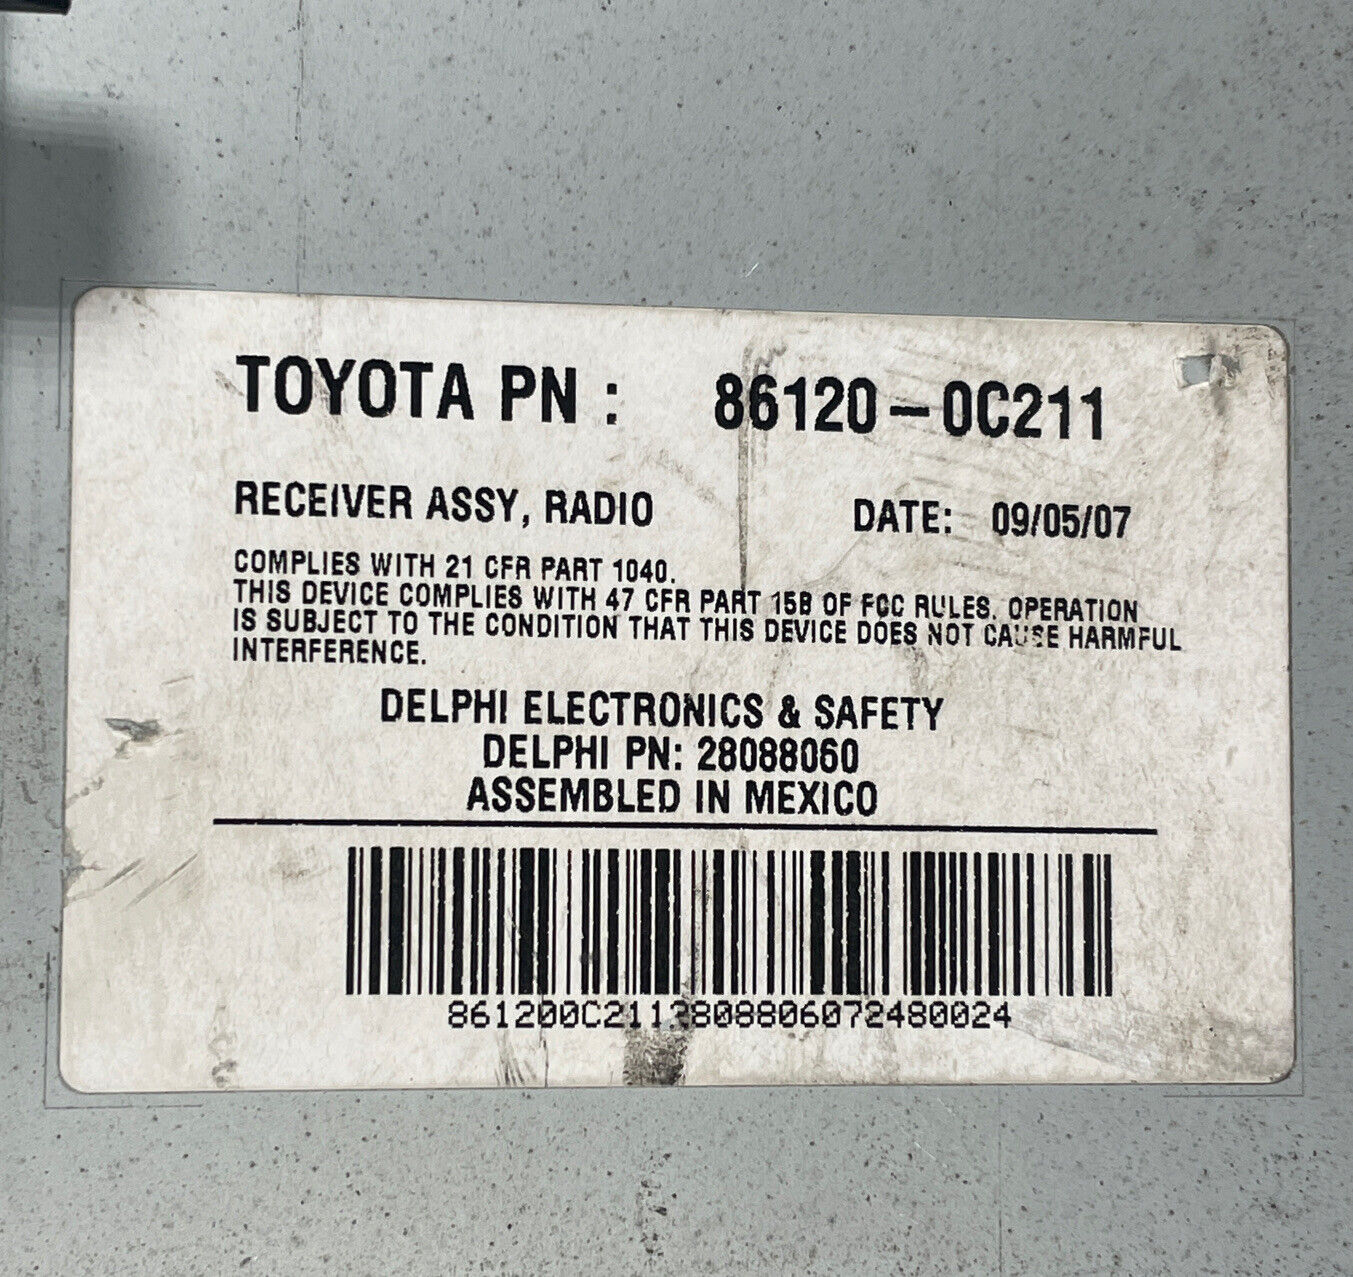 TOYOTA PN : 86120-0C211
RECEIVER ASSY, RADIO DATE: 09/05/07
COMPLIES WITH 21 CFR PART 1040.
THIS DEVICE COMPLIES WITH 47 CFR PART 15B OF FCC RULES. OPERATION
IS SUBJECT TO THE CONDITION THAT THIS DEVICE DOES NOT CAUSE HARMFUL
INTERFERENCE.
DELPHI ELECTRONICS & SAFETY
DELPHI PN: 28088060
ASSEMBLED IN MEXICO